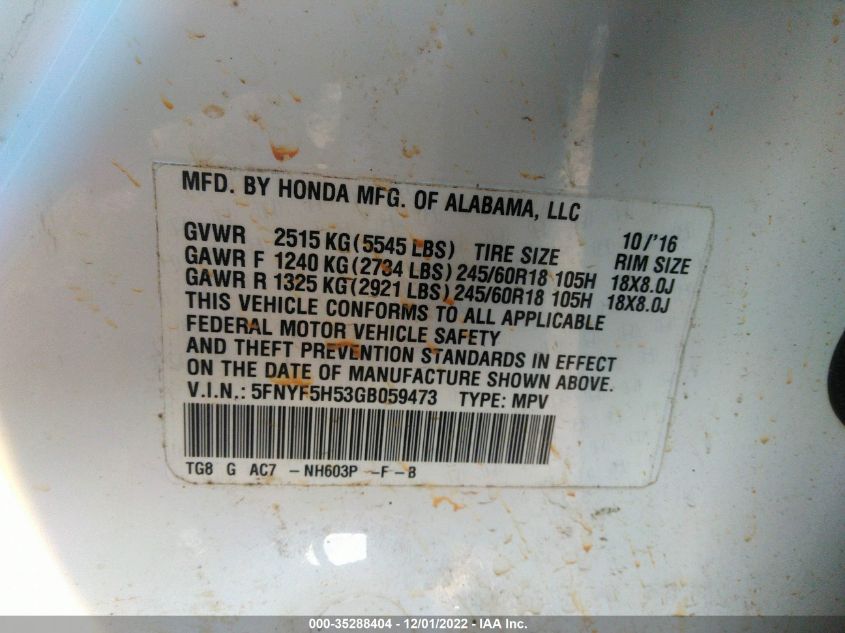 MFD. BY HONDA MFG. OF ALABAMA, LLC
10/'16
GVWR 2515 KG (5545 LBS) TIRE SIZE RIM SIZE
GAWR F 1240 KG (2734 LBS) 245/60R18 105H 18X8.0J
GAWR R 1325 KG (2921 LBS) 245/60R18 105H 18X8.0J
THIS VEHICLE CONFORMS TO ALL APPLICABLE
FEDERAL MOTOR VEHICLE SAFETY
AND THEFT PREVENTION STANDARDS IN EFFECT
ON THE DATE OF MANUFACTURE SHOWN ABOVE.
V.I.N.: 5FNYF5H53GB059473 TYPE: MPV
TG8 G AC7 -NH603P -F-B
000-35288404 - 12/01/2022 - IAA Inc.